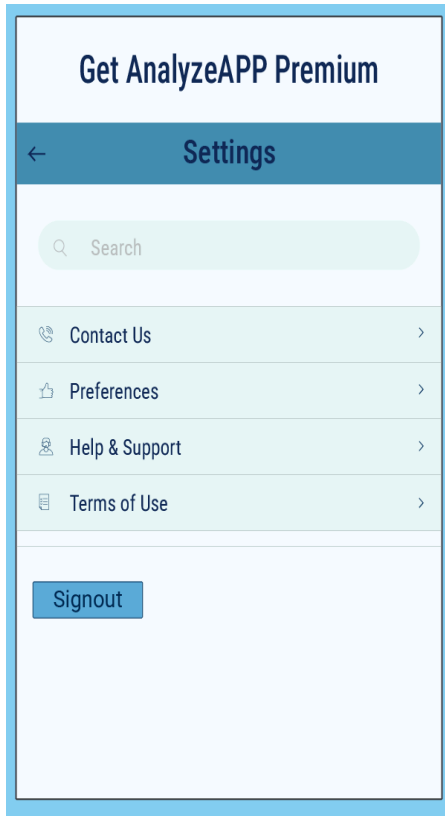 Get AnalyzeAPP Premium
Settings
Search
Contact Us
Preferences
Help & Support
Terms of Use
Signout